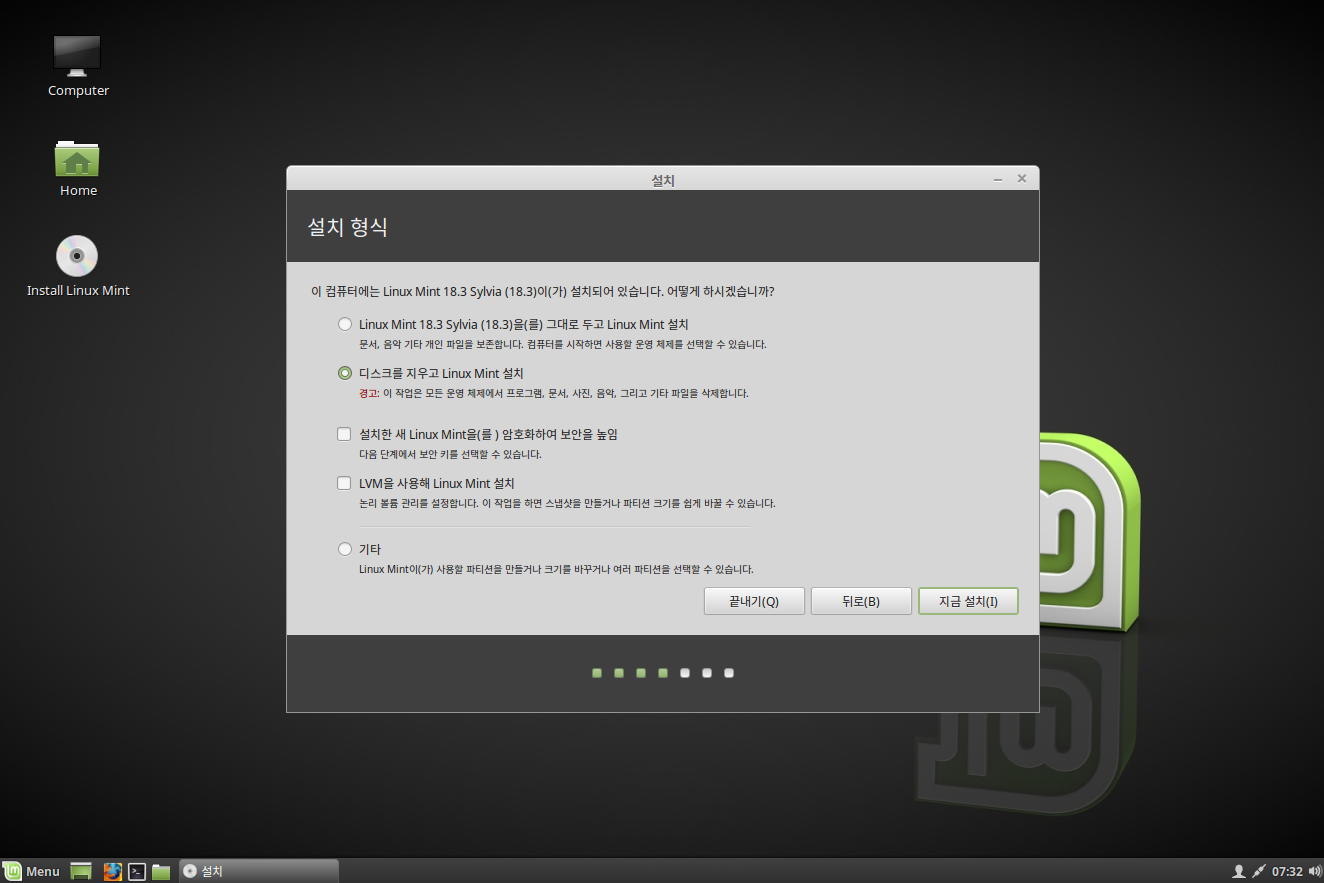 Computer
Home
Install Linux Mint
설치
설치 형식
이 컴퓨터에는 Linux Mint 18.3 Sylvia (18.3)이(가) 설치되어 있습니다. 어떻게 하시겠습니까?
Linux Mint 18.3 Sylvia (18.3)을(를) 그대로 두고 Linux Mint 설치
문서, 음악 기타 개인 파일을 보존합니다. 컴퓨터를 시작하면 사용할 운영 체제를 선택할 수 있습니다.
디스크를 지우고 Linux Mint 설치
경고: 이 작업은 모든 운영 체제에서 프로그램, 문서, 사진, 음악, 그리고 기타 파일을 삭제합니다.
설치한 새 Linux Mint을(를 ) 암호화하여 보안을 높임
다음 단계에서 보안 키를 선택할 수 있습니다.
LVM을 사용해 Linux Mint 설치
논리 볼륨 관리를 설정합니다. 이 작업을 하면 스냅샷을 만들거나 파티션 크기를 쉽게 바꿀 수 있습니다.
기타
Linux Mint이(가) 사용할 파티션을 만들거나 크기를 바꾸거나 여러 파티션을 선택할 수 있습니다.
끝내기(Q) 뒤로(B) 지금 설치(I)
Menu 설치 07:32